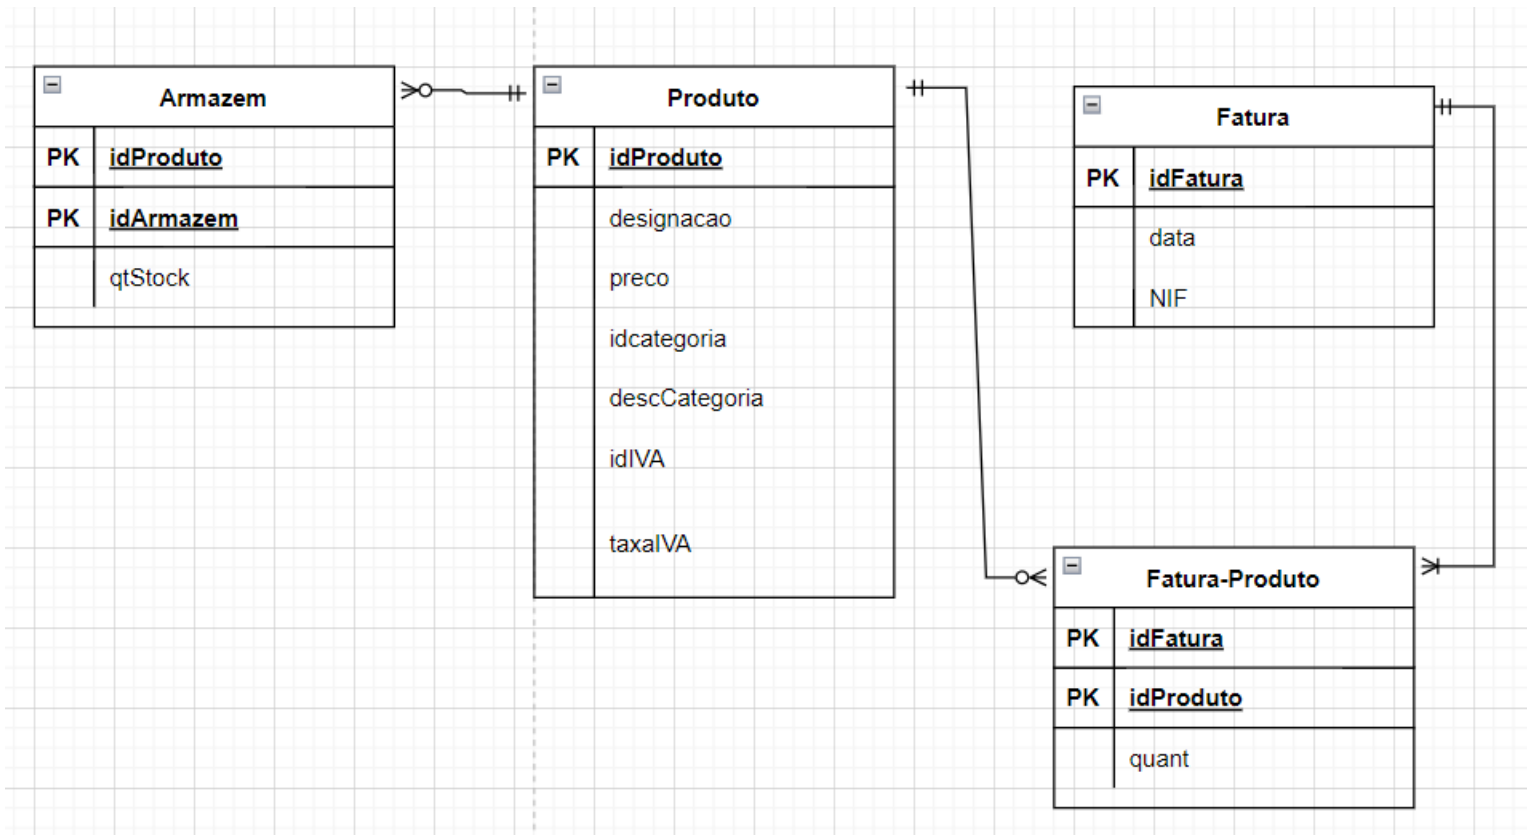 Armazem
PK idProduto
PK idArmazem
qtStock
Produto
PK idProduto
designacao
preco
idcategoria
descCategoria
idIVA
taxaIVA
Fatura
PK idFatura
data
NIF
Fatura-Produto
PK idFatura
PK idProduto
quant